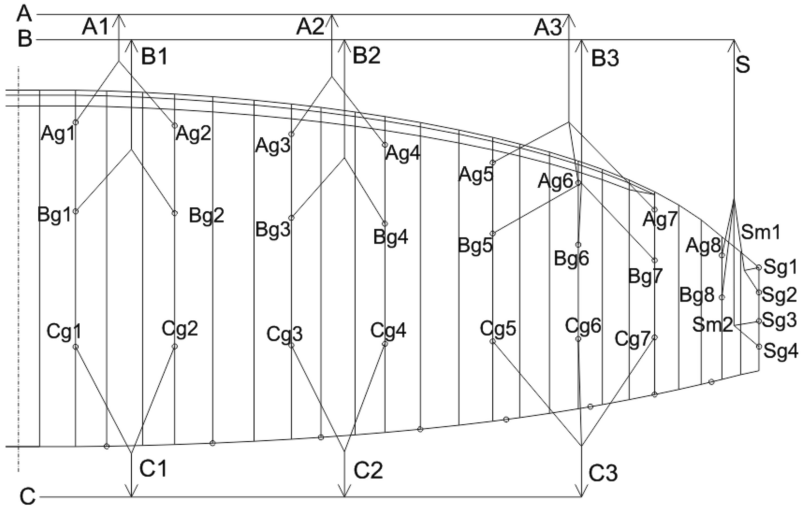 A A1 A2 A3
B B1 B2 B3 S
Ag1 Ag2 Ag3 Ag4 Ag5 Ag6 Ag7 Ag8 Sm1 Sg1
Bg1 Bg2 Bg3 Bg4 Bg5 Bg6 Bg7 Bg8 Sg2
Cg1 Cg2 Cg3 Cg4 Cg5 Cg6 Cg7 Sm2 Sg3
Sg4
C1 C2 C3
C